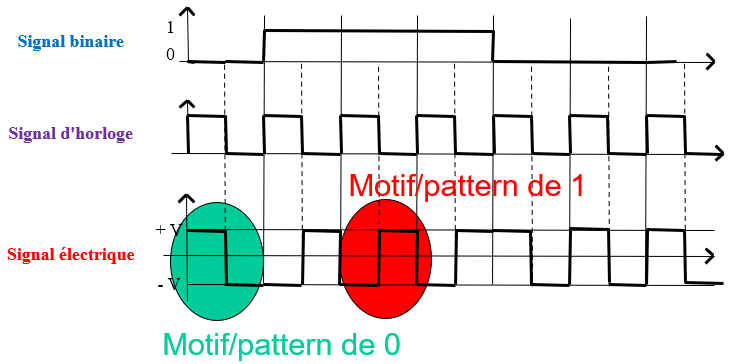 1
Signal binaire
0
Signal d'horloge
Motif/pattern de 1
+ V
Signal électrique
- V
Motif/pattern de 0